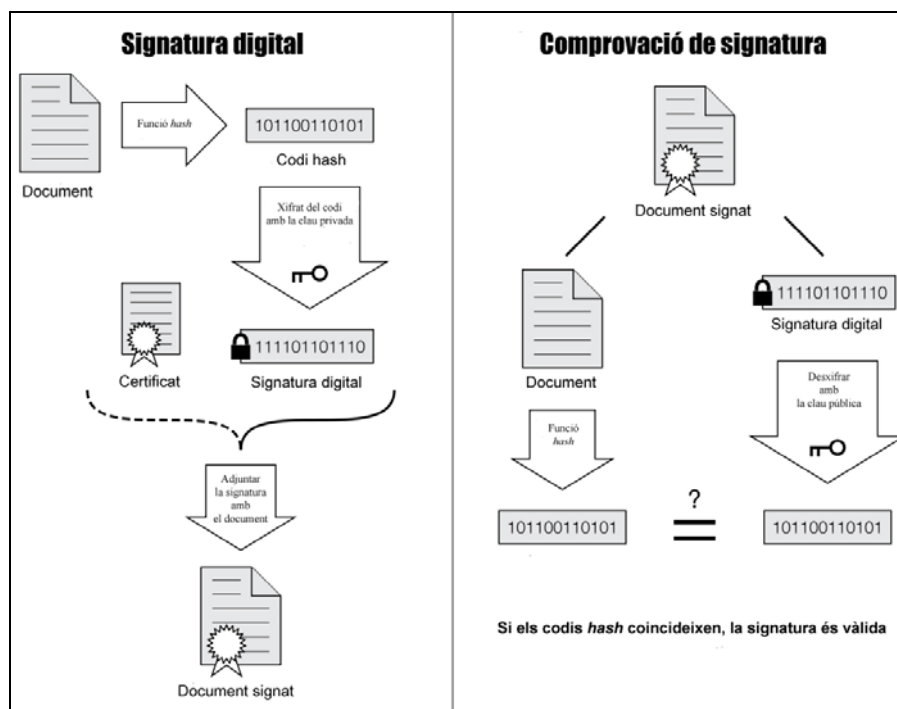 Signatura digital
Funció hash
101100110101
Codi hash
Document
Xifrat del codi
amb la clau privada
Certificat
111101101110
Signatura digital
Adjuntar
la signatura
amb
el document
Document signat
Comprovació de signatura
Document signat
111101101110
Signatura digital
Document
Desxifrar
amb
la clau pública
Funció
hash
101100110101
?
=
101100110101
Si els codis hash coincideixen, la signatura és vàlida